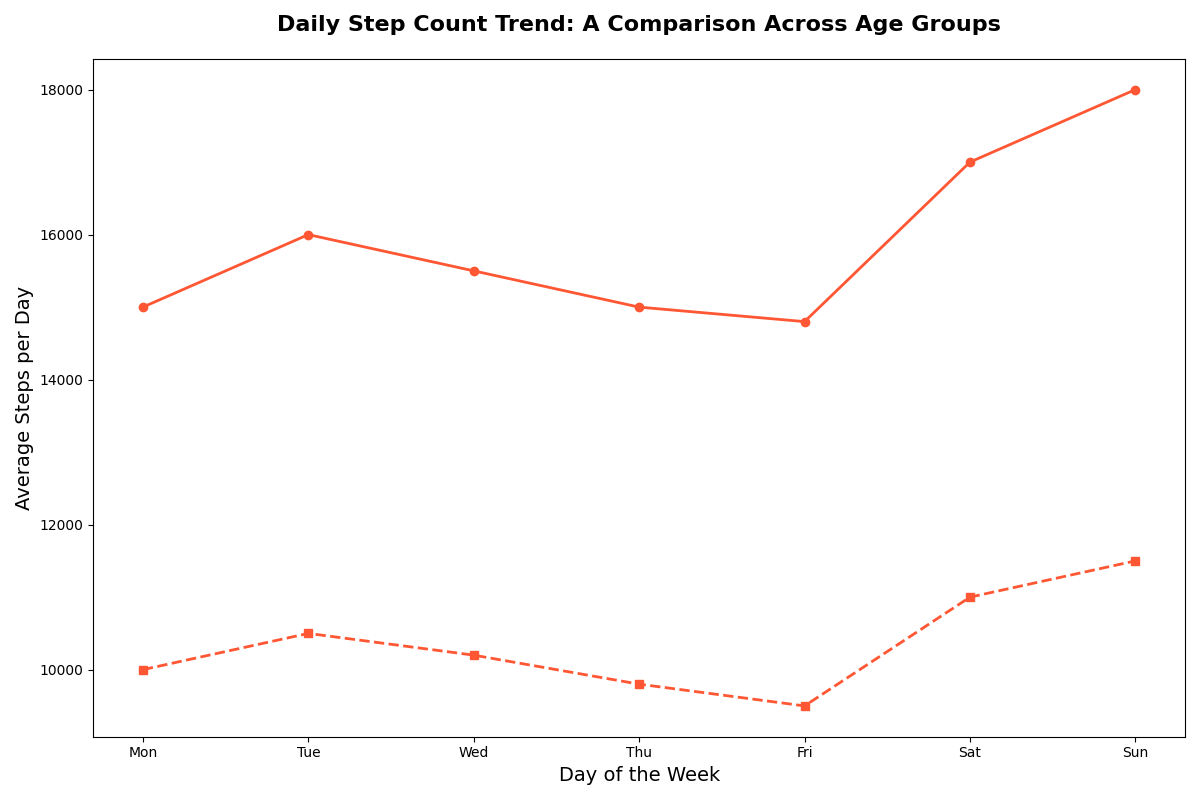 Daily Step Count Trend: A Comparison Across Age Groups
Average Steps per Day
18000
16000
14000
12000
10000
Mon Tue Wed Thu Fri Sat Sun
Day of the Week